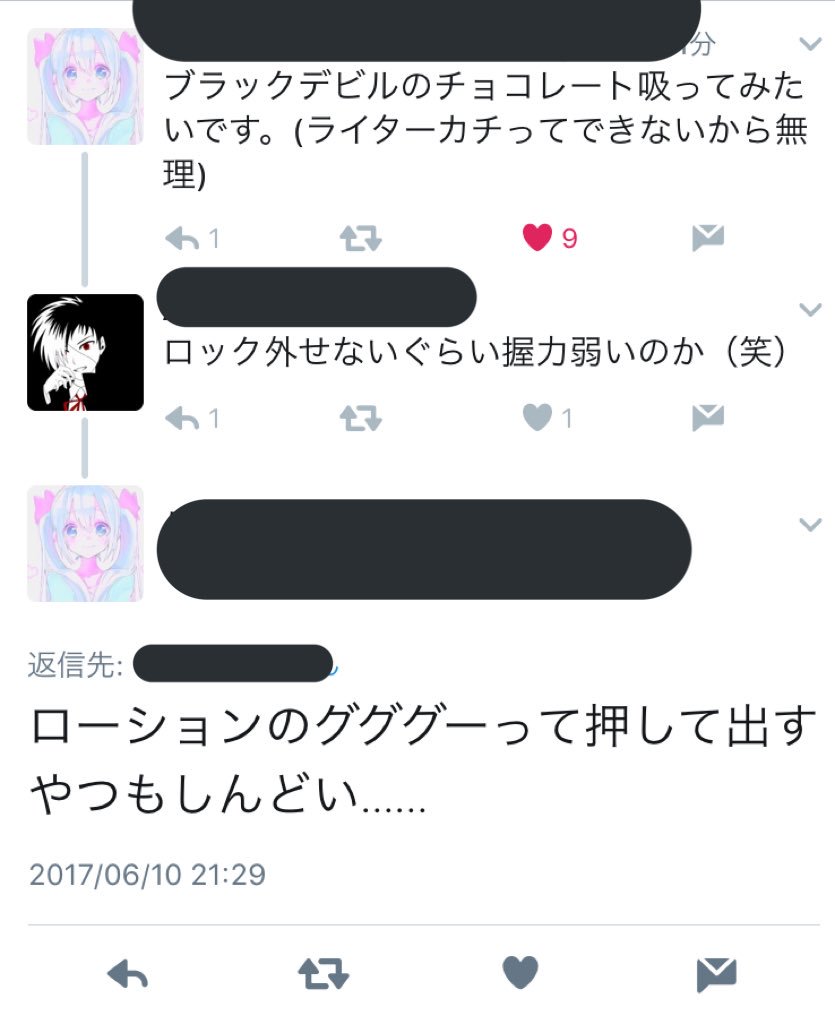 分
ブラックデビルのチョコレート吸ってみた
いです。(ライターカチってできないから無
理)
1
9
ロック外せないぐらい握力弱いのか（笑）
1
1
返信先:
ローションのグググーって押して出す
やつもしんどい......
2017/06/10 21:29